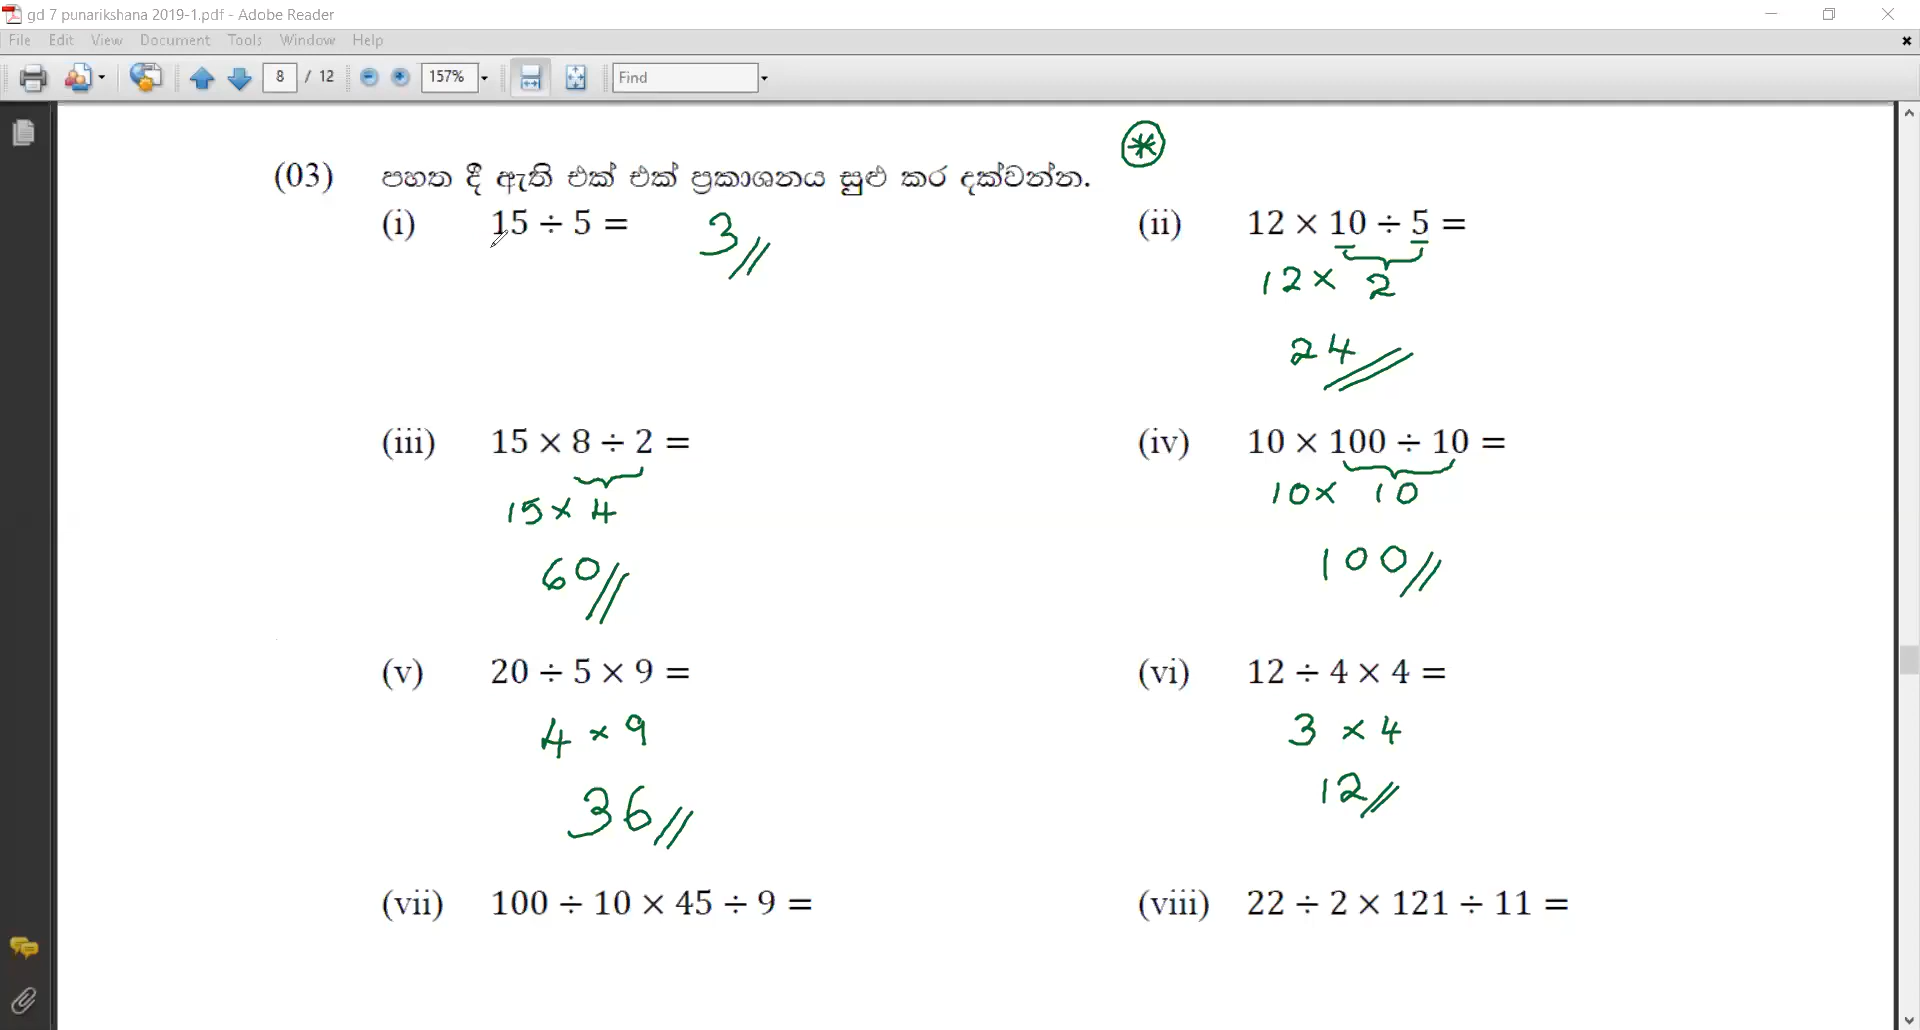 gd 7 punarikshana 2019-1.pdf - Adobe Reader
File Edit View Document Tools Window Help
8 / 12 157% Find
(03) පහත දී ඇති එක් එක් ප්‍රකාශනය සුළු කර දක්වන්න. *
(i) 15 ÷ 5 = 3
(ii) 12 × 10 ÷ 5 =
12 × 2
24
(iii) 15 × 8 ÷ 2 =
15 × 4
60
(iv) 10 × 100 ÷ 10 =
10 × 10
100
(v) 20 ÷ 5 × 9 =
4 × 9
36
(vi) 12 ÷ 4 × 4 =
3 × 4
12
(vii) 100 ÷ 10 × 45 ÷ 9 =
(viii) 22 ÷ 2 × 121 ÷ 11 =